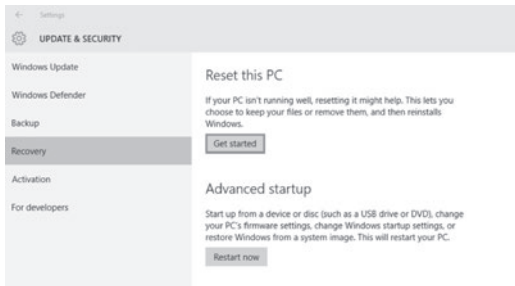 Settings
UPDATE & SECURITY
Windows Update
Windows Defender
Backup
Recovery
Activation
For developers
Reset this PC
If your PC isn't running well, resetting it might help. This lets you
choose to keep your files or remove them, and then reinstalls
Windows.
Get started
Advanced startup
Start up from a device or disc (such as a USB drive or DVD), change
your PC's firmware settings, change Windows startup settings, or
restore Windows from a system image. This will restart your PC.
Restart now